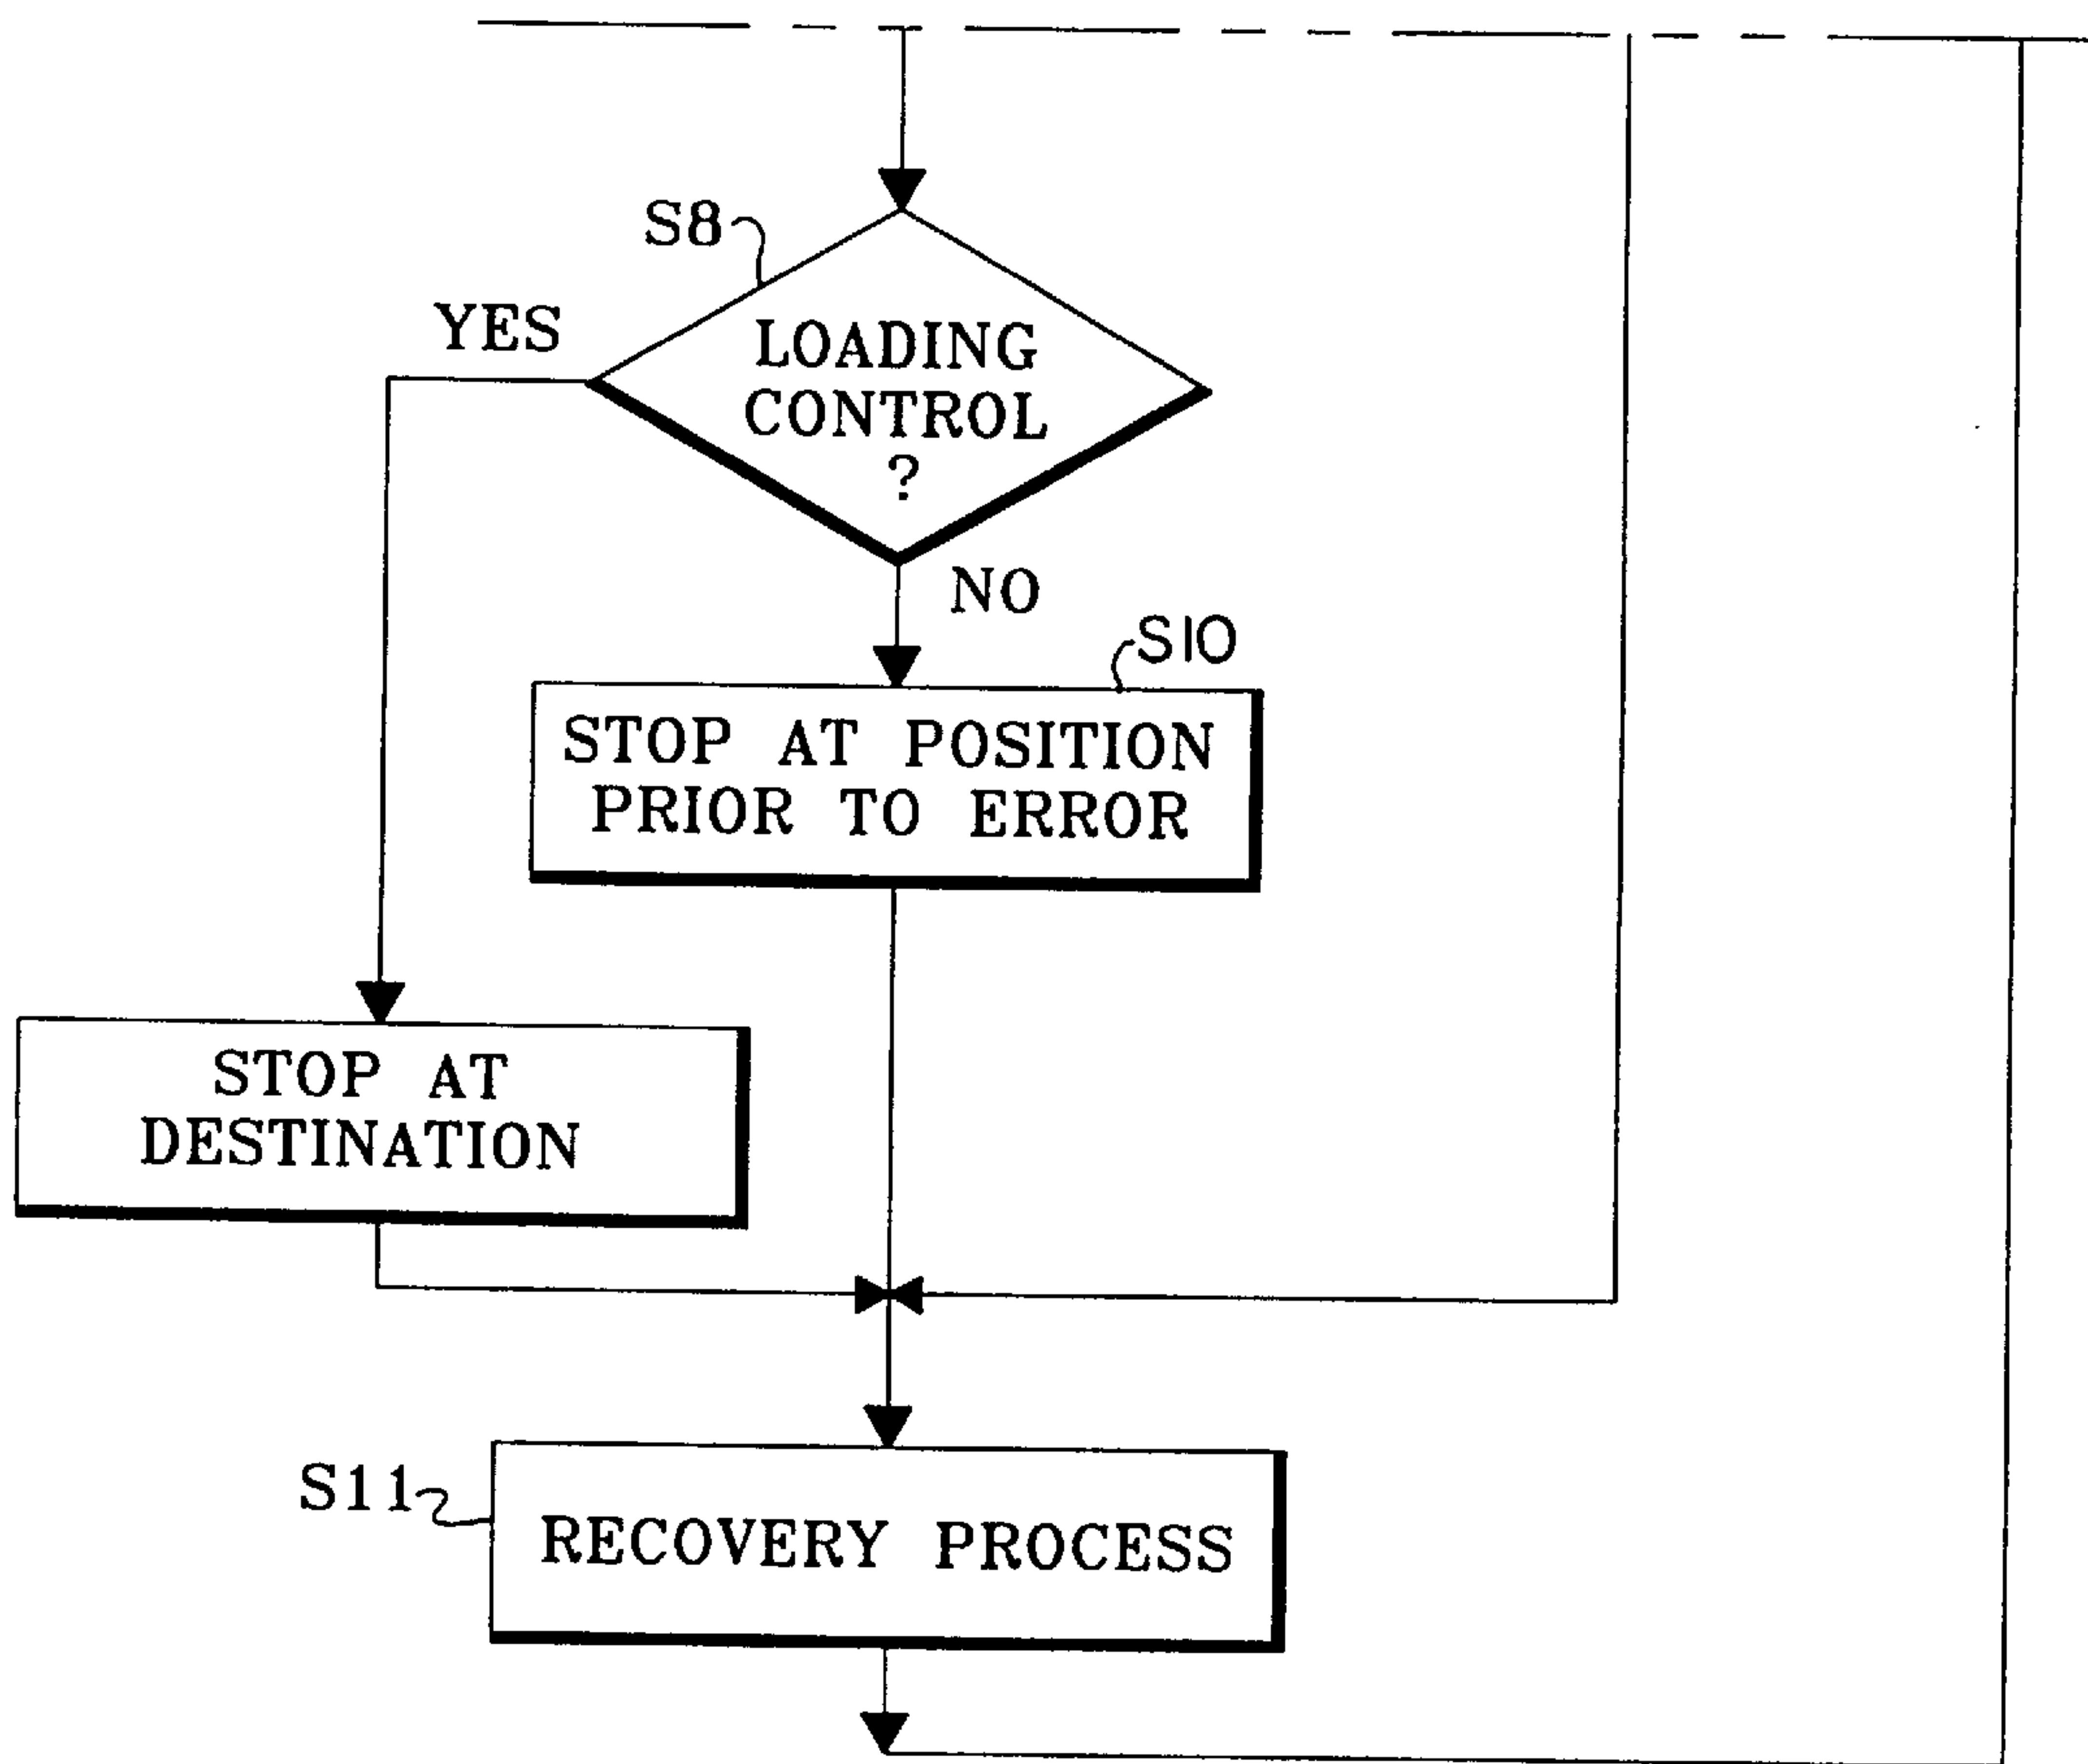 S8
YES
LOADING
CONTROL
?
NO
S10
STOP AT POSITION
PRIOR TO ERROR
STOP AT
DESTINATION
S11
RECOVERY PROCESS